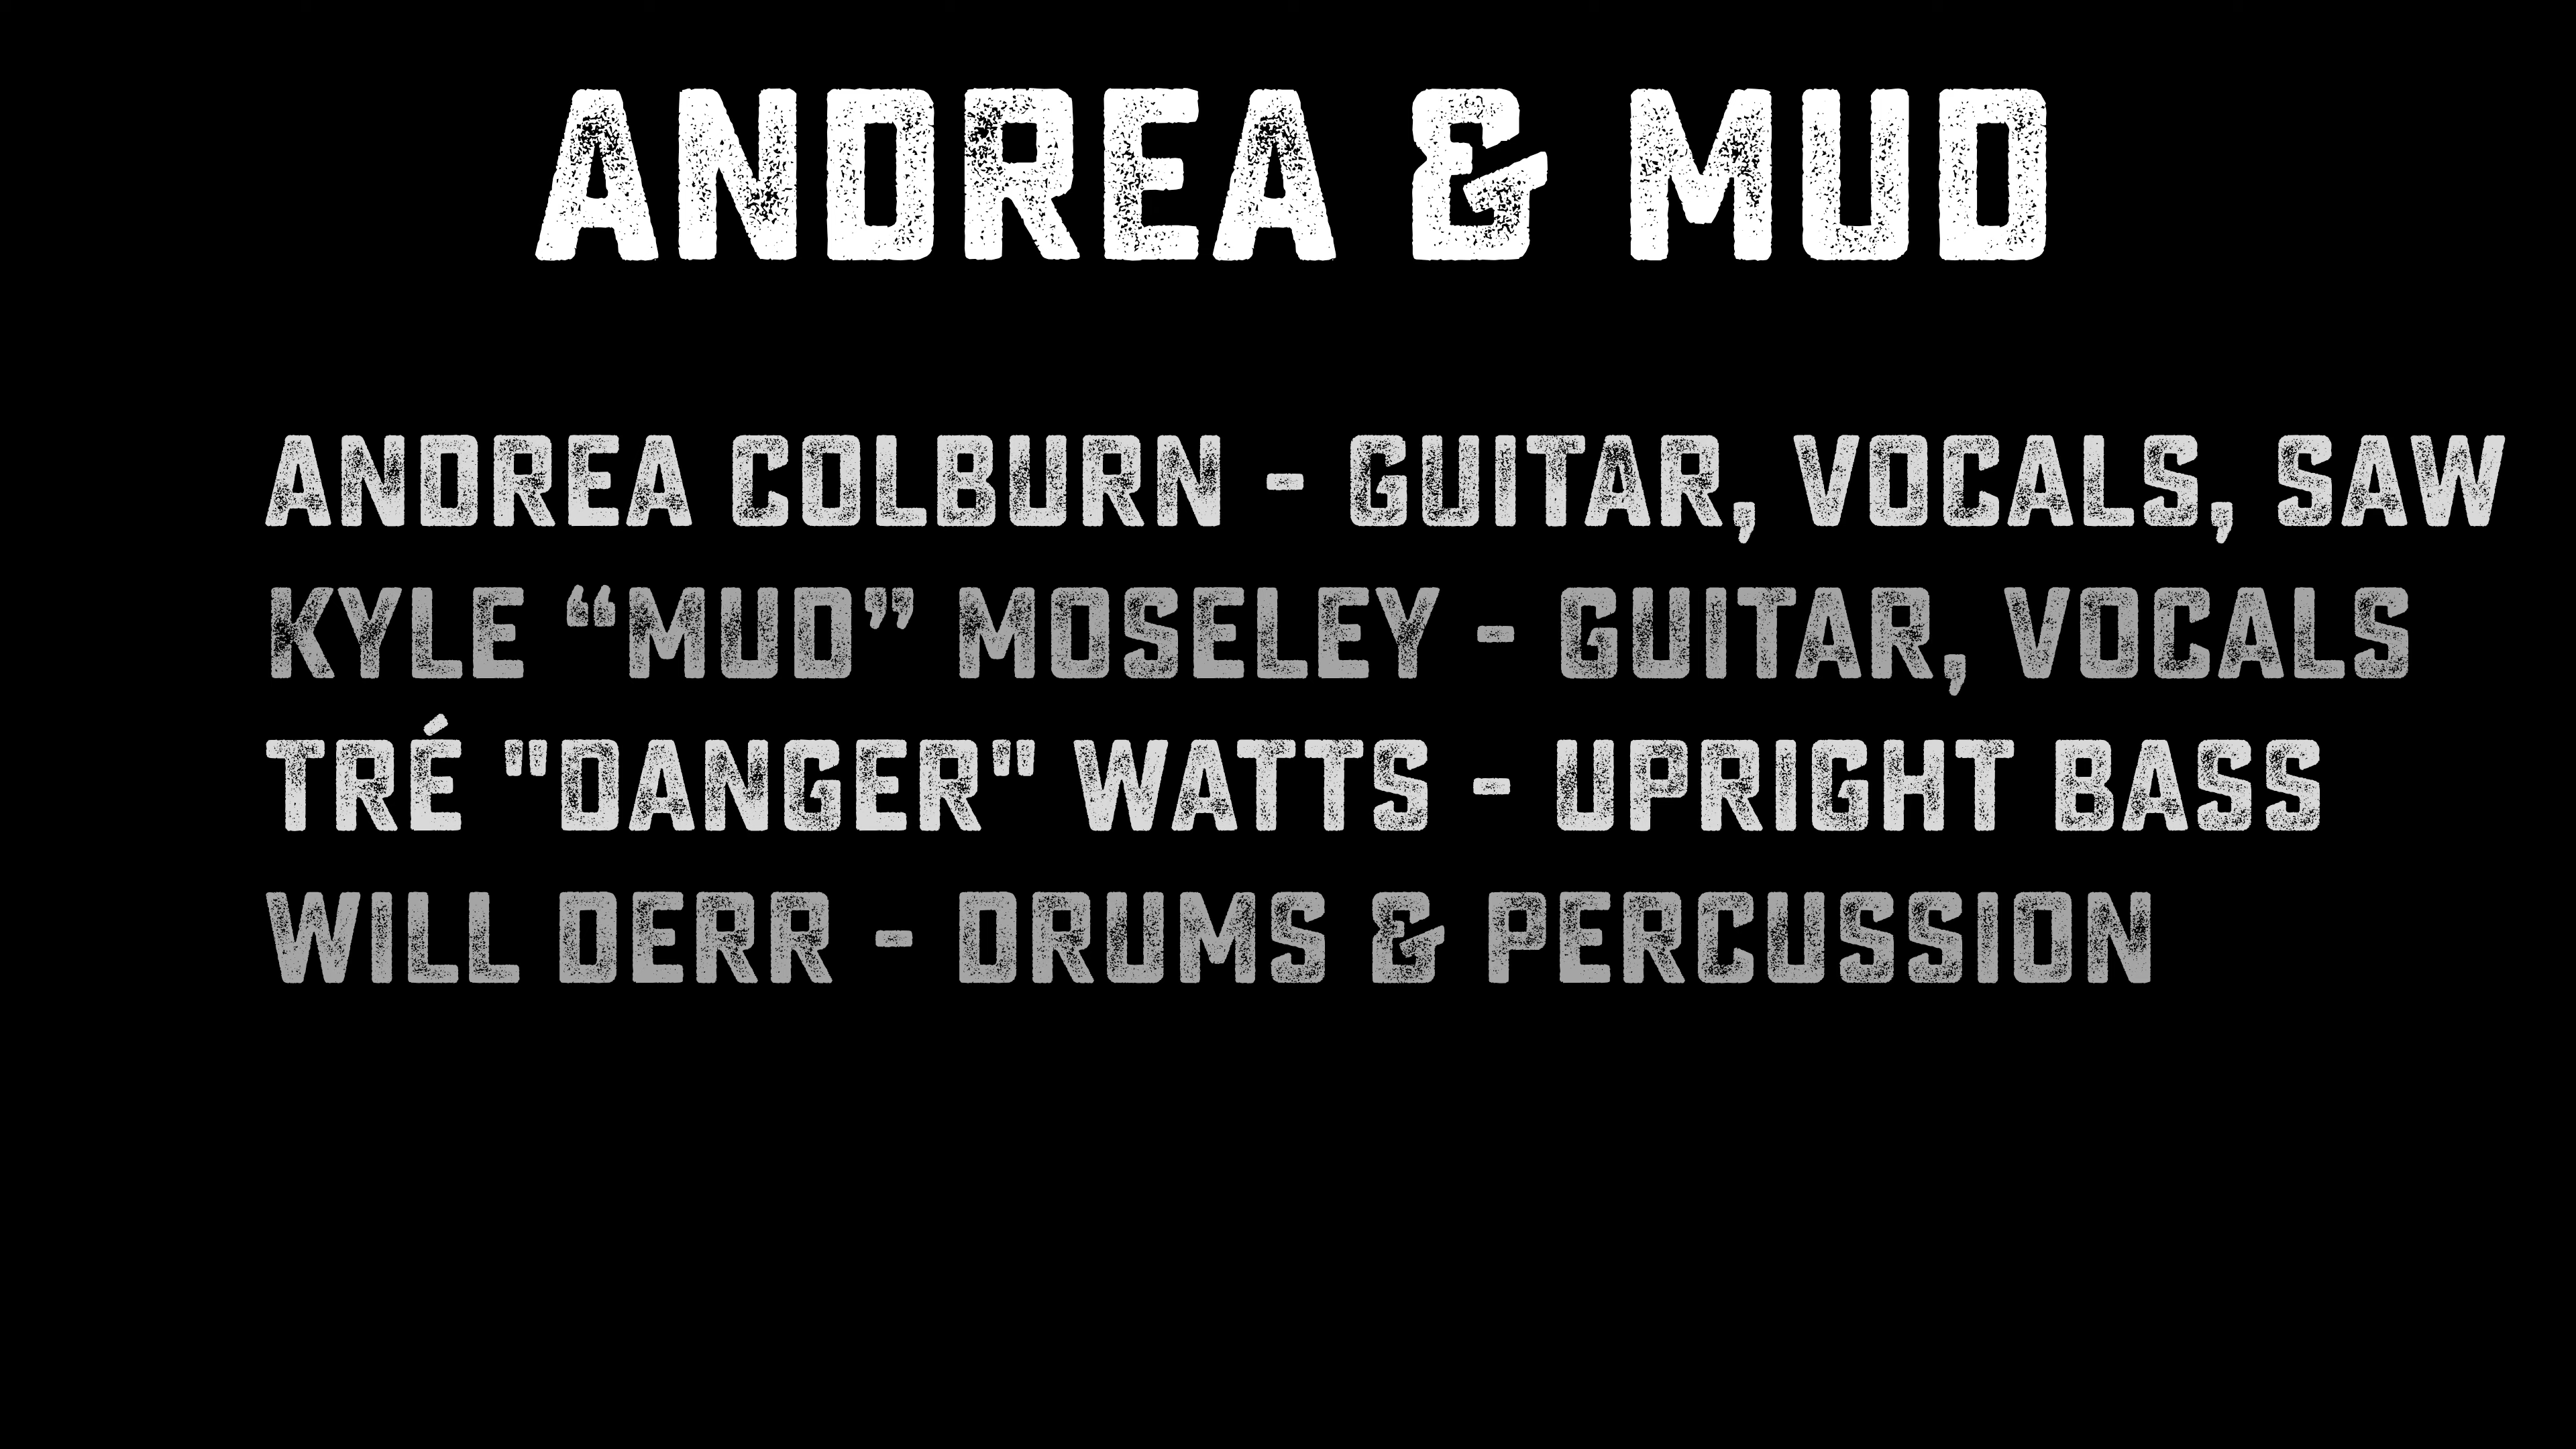 ANDREA & MUD
ANDREA COLBURN - GUITAR, VOCALS, SAW
KYLE “MUD” MOSELEY - GUITAR, VOCALS
TRÉ "DANGER" WATTS - UPRIGHT BASS
WILL DERR - DRUMS & PERCUSSION